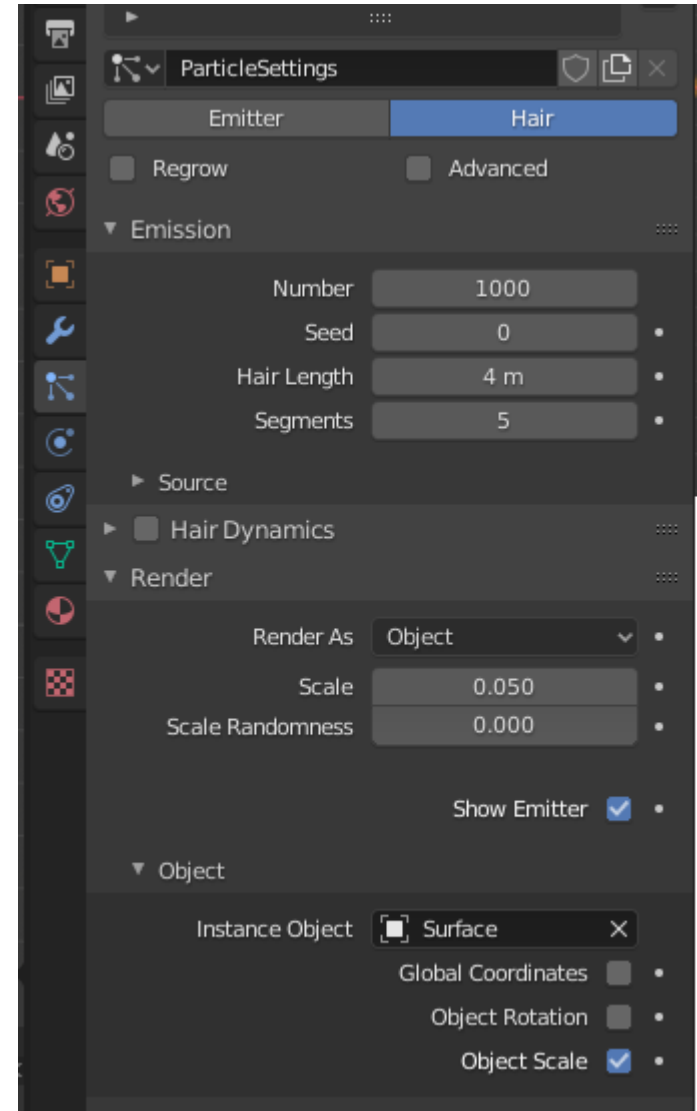 ParticleSettings
Emitter Hair
Regrow Advanced
Emission
Number 1000
Seed 0
Hair Length 4 m
Segments 5
Source
Hair Dynamics
Render
Render As Object
Scale 0.050
Scale Randomness 0.000
Show Emitter
Object
Instance Object Surface
Global Coordinates
Object Rotation
Object Scale